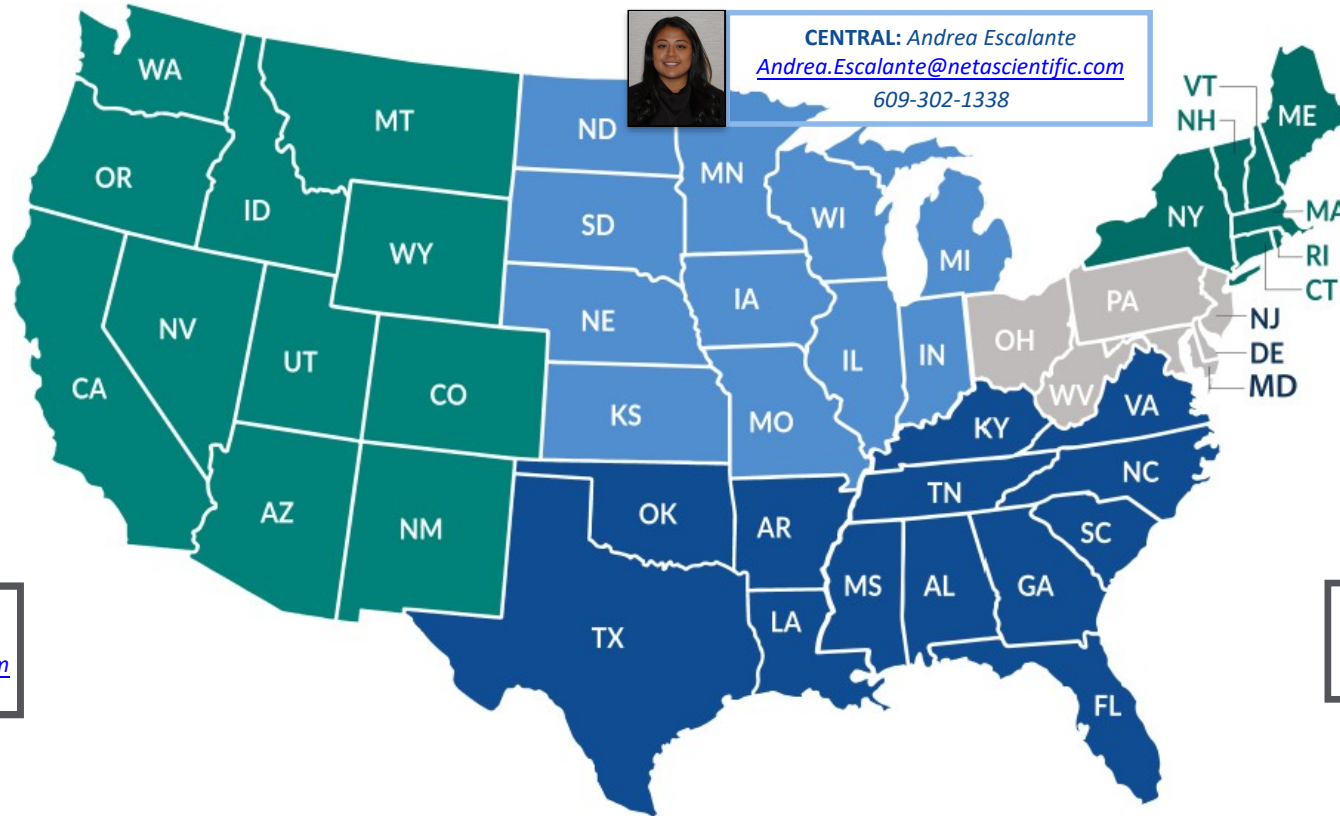 CENTRAL: Andrea Escalante
Andrea.Escalante@netascientific.com
609-302-1338
WA
MT
ND
MN
VT
ME
NH
OR
ID
SD
WI
MI
NY
MA
WY
RI
CT
NV
NE
IA
PA
NJ
CA
UT
CO
IL
IN
OH
DE
MD
KS
MO
WV
VA
KY
AZ
NM
OK
AR
TN
NC
SC
MS
AL
GA
TX
LA
FL